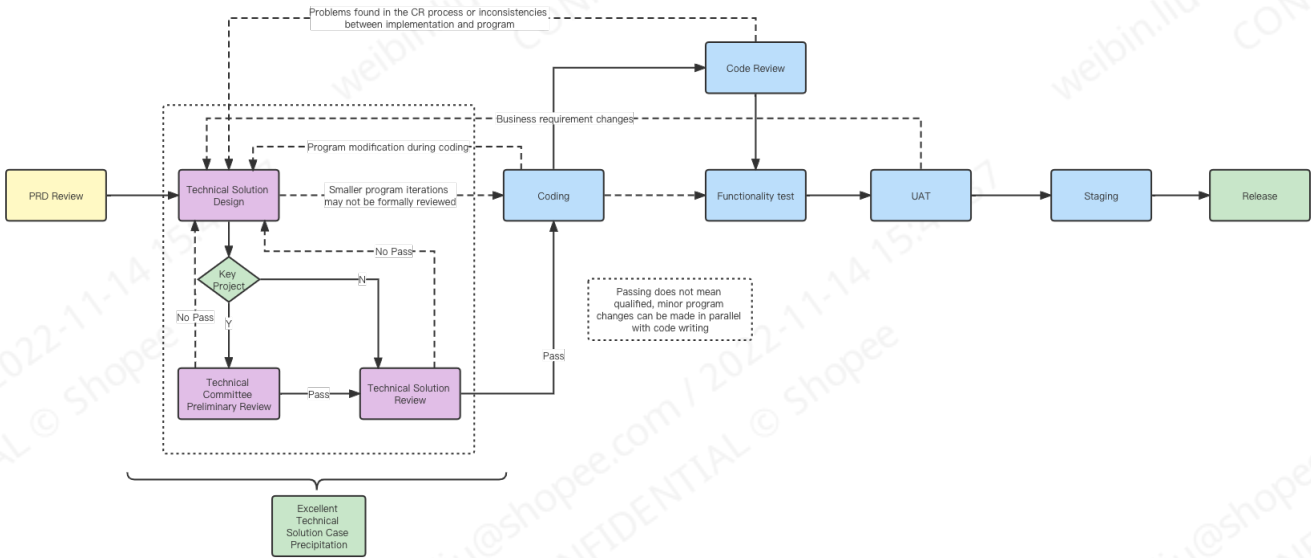 Problems found in the CR process or inconsistencies
between implementation and program
Code Review
Business requirement changes
Program modification during coding
PRD Review
Technical Solution
Design
Smaller program iterations
may not be formally reviewed
Coding
Functionality test
UAT
Staging
Release
No Pass
Key
Project
N
Passing does not mean
qualified, minor program
changes can be made in parallel
with code writing
No Pass
Y
Pass
Technical
Committee
Preliminary Review
Pass
Technical Solution
Review
Excellent
Technical
Solution Case
Precipitation